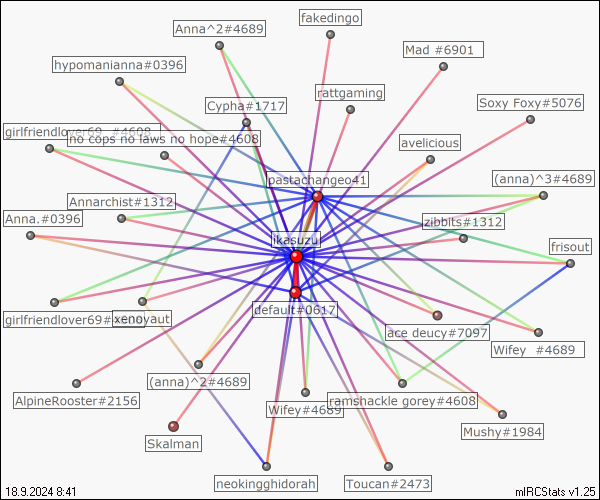 fakedingo
Anna^2#4689
Mad #6901
hypomanianna#0396
rattgaming
Cypha#1717
Soxy Foxy#5076
girlfriendlover69 #4608
no cops no laws no hope#4608
avelicious
pastachangeo41
(anna)^3#4689
Annarchist#1312
Anna.#0396
zibbits#1312
ikasuzu
frisout
default#0617
girlfriendlover69#
xenoyaut
ace deucy#7097
Wifey #4689
(anna)^2#4689
AlpineRooster#2156
Wifey#4689
ramshackle gorey#4608
Mushy#1984
Skalman
neokingghidorah
Toucan#2473
18.9.2024 8:41
mIRCStats v1.25